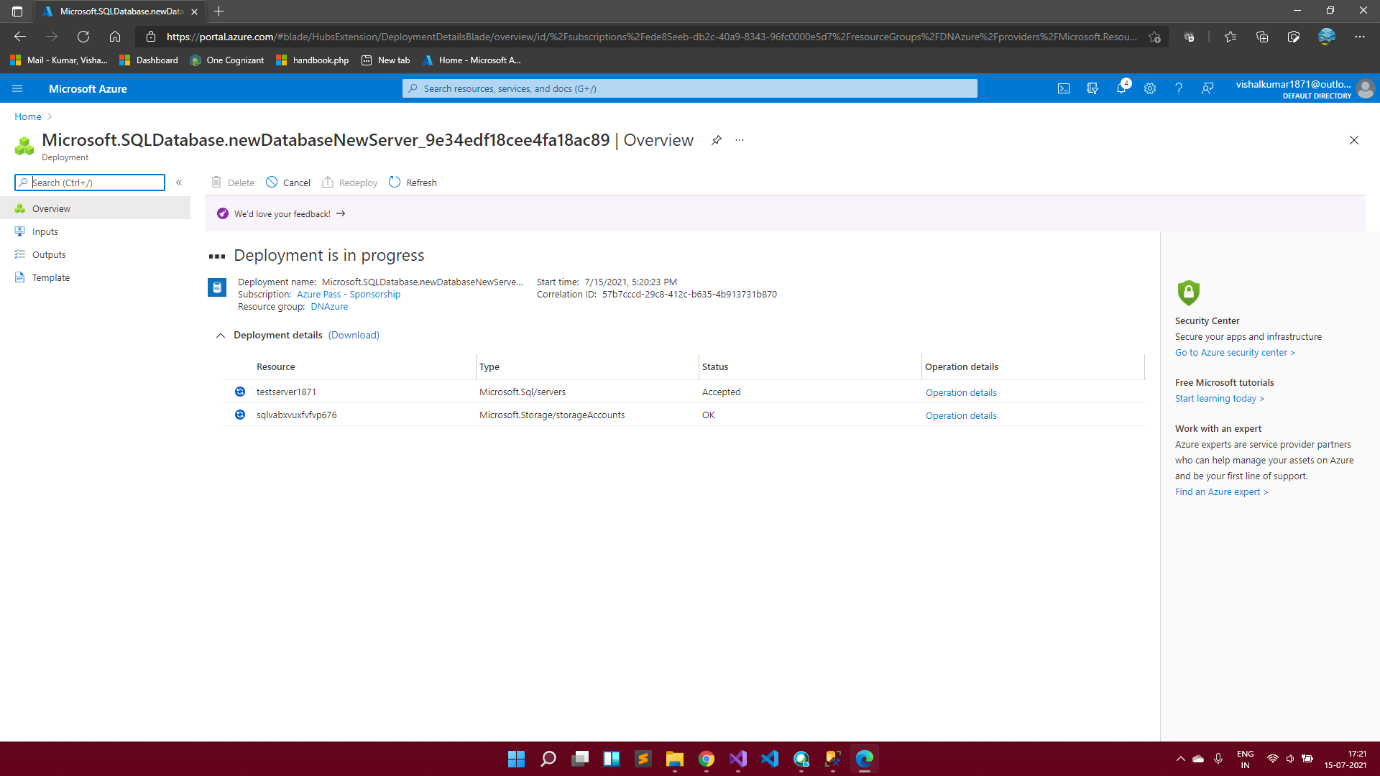 Microsoft.SQLDatabase.newData
https://portal.azure.com/#blade/HubsExtension/DeploymentDetailsBlade/overview/id/%2Fsubscriptions%2Fede85eeb-db2c-40a9-8343-96fc0000e5d7%2FresourceGroups%2FDNAzure%2Fproviders%2FMicrosoft.Resou...
Mail - Kumar, Visha... Dashboard One Cognizant handbook.php New tab Home - Microsoft A...
Microsoft Azure Search resources, services, and docs (G+/) 4 vishalkumar1871@outlo...
DEFAULT DIRECTORY
Home
Microsoft.SQLDatabase.newDatabaseNewServer_9e34edf18cee4fa18ac89 | Overview ...
Deployment
Search (Ctrl+/) « Delete Cancel Redeploy Refresh
Overview
Inputs
Outputs
Template
We'd love your feedback! →
Deployment is in progress
Deployment name: Microsoft.SQLDatabase.newDatabaseNewServe... Start time: 7/15/2021, 5:20:23 PM
Subscription: Azure Pass - Sponsorship Correlation ID: 57b7cccd-29c8-412c-b635-4b913731b870
Resource group: DNAzure
Deployment details (Download)
Resource Type Status Operation details
testserver1871 Microsoft.Sql/servers Accepted Operation details
sqlvabxvuxfvfvp676 Microsoft.Storage/storageAccounts OK Operation details
Security Center
Secure your apps and infrastructure
Go to Azure security center >
Free Microsoft tutorials
Start learning today >
Work with an expert
Azure experts are service provider partners
who can help manage your assets on Azure
and be your first line of support.
Find an Azure expert >
ENG
IN
17:21
15-07-2021